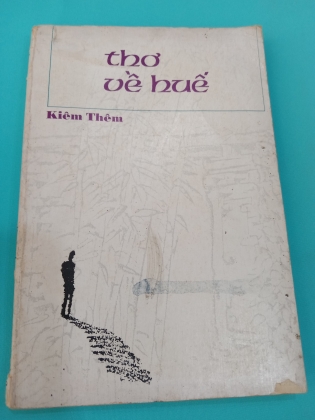 thơ
về huế
Kiêm Thêm